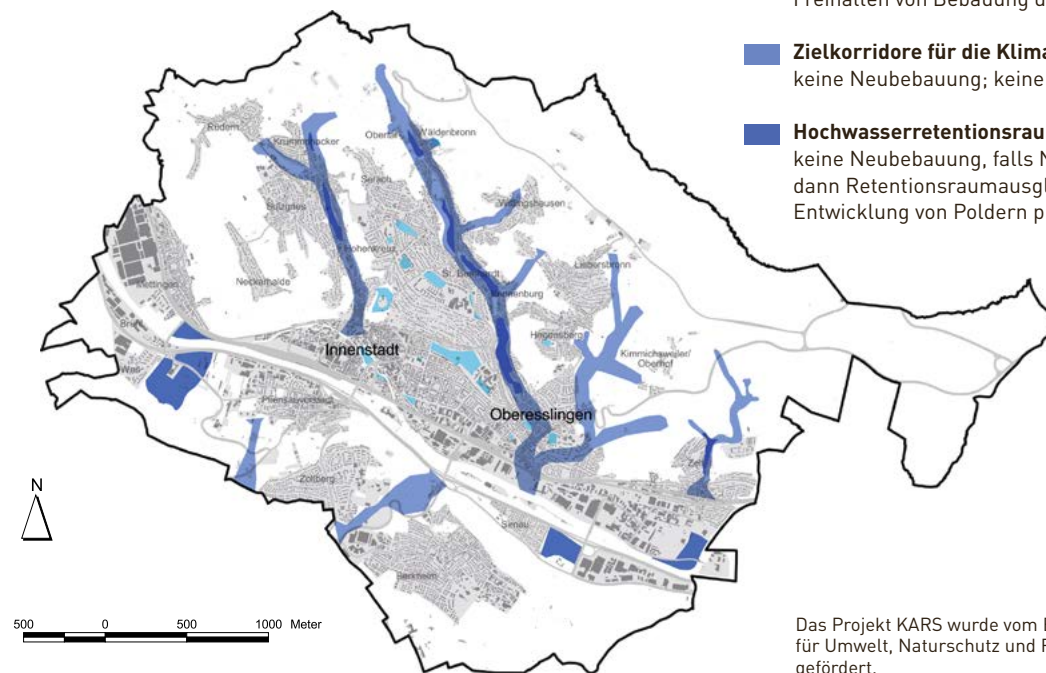 Freihalten von Bebauung u
Zielkorridore für die Klima
keine Neubebauung; keine
Hochwasserretentionsrau
keine Neubebauung, falls N
dann Retentionsraumausgl
Entwicklung von Poldern p
Rüdern
Krummenacker
Obertal
Wäldenbronn
Serach
Sulzgries
Wiflingshausen
Hohenkreuz
Liebersbronn
Neckarhalde
St. Bernhardt
Mettingen
Kennenburg
Brühl
Hegensberg
Innenstadt
Kimmichsweiler/
Oberhof
Weil
Pliensauvorstadt
Oberesslingen
Zell
Zollberg
Sirnau
Berkheim
N
500 0 500 1000 Meter
Das Projekt KARS wurde vom
für Umwelt, Naturschutz und
gefördert.